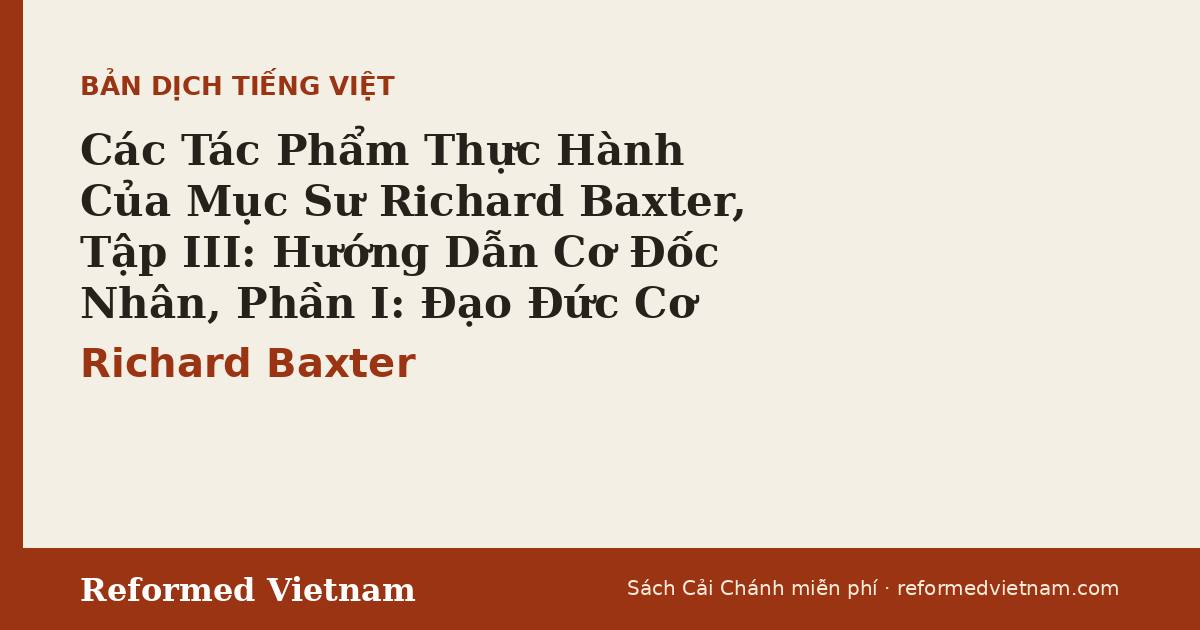 BẢN DỊCH TIẾNG VIỆT
Các Tác Phẩm Thực Hành
Của Mục Sư Richard Baxter,
Tập III: Hướng Dẫn Cơ Đốc
Nhân, Phần I: Đạo Đức Cơ
Richard Baxter
Reformed Vietnam
Sách Cải Chánh miễn phí · reformedvietnam.com